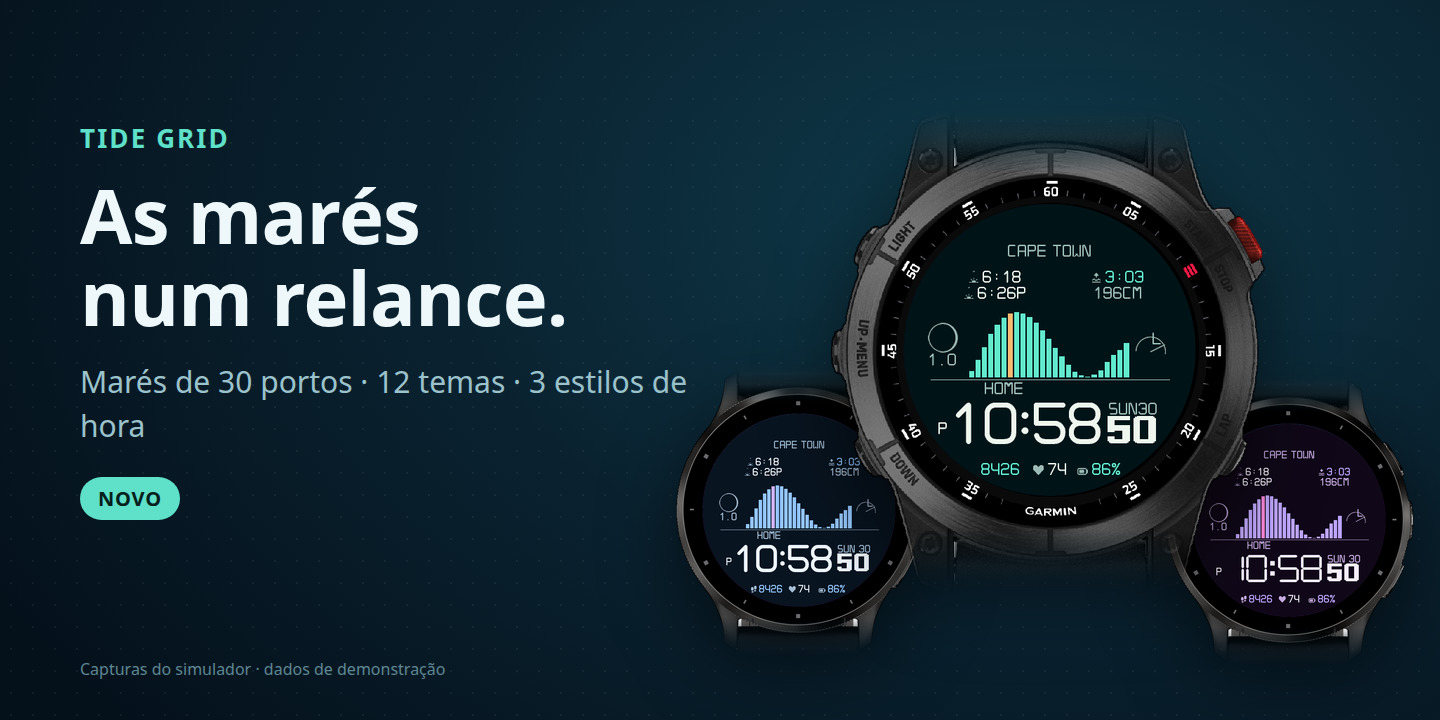 TIDE GRID
As marés
num relance.
Marés de 30 portos · 12 temas · 3 estilos de
hora
NOVO
Capturas do simulador · dados de demonstração
60
55
05
50
45
15
40
20
35
25
LIGHT
UP·MENU
DOWN
STOP
LAP
GARMIN
CAPE TOWN
6:18
3:03
6:26P
196CM
1.0
HOME
P 10:58 SUN30
50
8426 74 86%
CAPE TOWN
6:18
3:03
6:26P
196CM
1.0
HOME
P 10:58 SUN 30
50
8426 74 86%
CAPE TOWN
6:18
3:03
6:26P
196CM
1.0
HOME
P 10:58 SUN 30
50
8426 74 86%